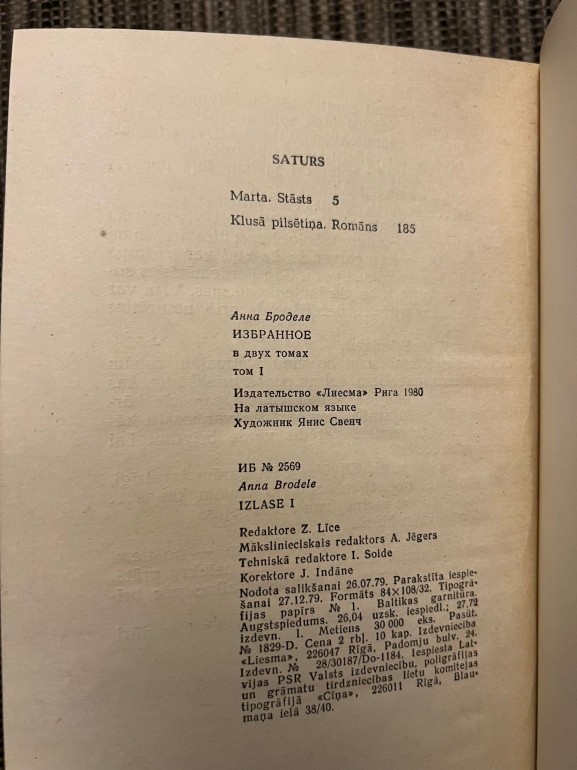 SATURS
Marta. Stāsts 5
Klusā pilsētiņa. Romāns 185
Анна Броделе
ИЗБРАННОЕ
в двух томах
том I
Издательство «Лиесма» Рига 1980
На латышском языке
Художник Янис Свенч
ИБ № 2569
Anna Brodele
IZLASE I
Redaktore Z. Līce
Mākslinieciskais redaktors A. Jēgers
Tehniskā redaktore I. Solde
Korektore J. Indāne
Nodota salikšanai 26.07.79. Parakstīta iespie-
šanai 27.12.79. Formāts 84×108/32. Tipogrā-
fijas papīrs № 1. Baltikas garnitūra.
Augstspiedums. 26,04 uzsk. iespiedl.; 27,72
izdevn. l. Metiens 30 000 eks. Pasūt.
№ 1829-D. Cena 2 rbļ. 10 kap. Izdevniecība
«Liesma», 226047 Rīgā, Padomju bulv. 24.
Izdevn. № 28/30187/Do-1184. Iespiesta Lat-
vijas PSR Valsts izdevniecību, poligrāfijas
un grāmatu tirdzniecības lietu komitejas
tipogrāfijā «Cīņa», 226011 Rīgā, Blau-
maņa ielā 38/40.